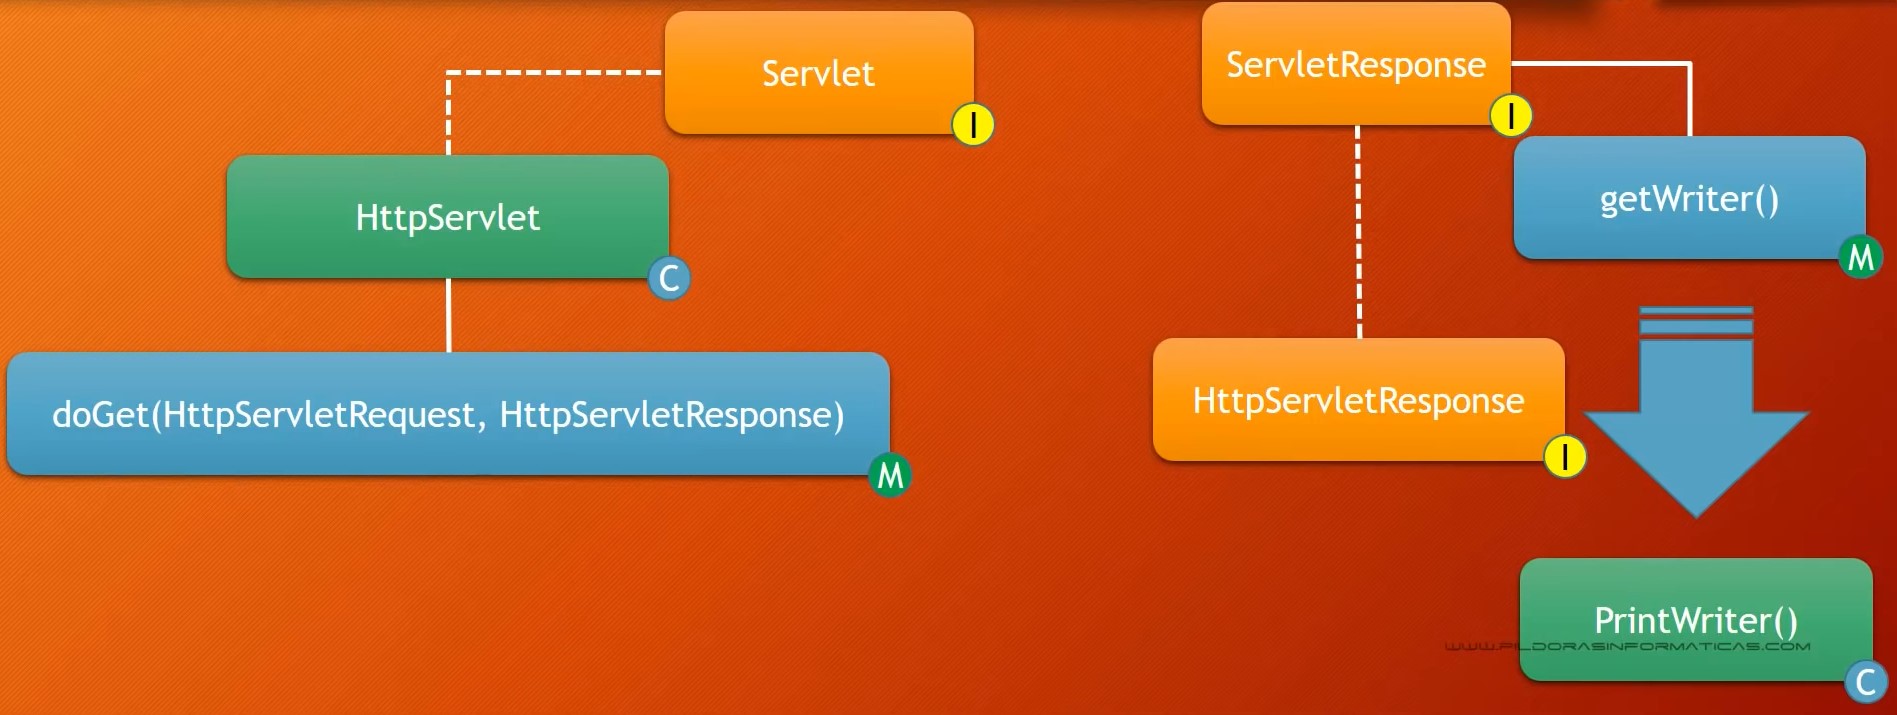 Servlet
I
HttpServlet
C
doGet(HttpServletRequest, HttpServletResponse)
M
ServletResponse
I
getWriter()
M
HttpServletResponse
I
PrintWriter()
WWW.PILDORASINFORMATICAS.COM
C